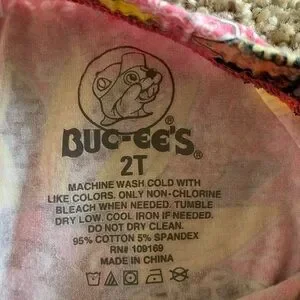 BUC-EE'S®
2T
MACHINE WASH COLD WITH
LIKE COLORS. ONLY NON-CHLORINE
BLEACH WHEN NEEDED. TUMBLE
DRY LOW. COOL IRON IF NEEDED.
DO NOT DRY CLEAN.
95% COTTON 5% SPANDEX
RN# 109169
MADE IN CHINA